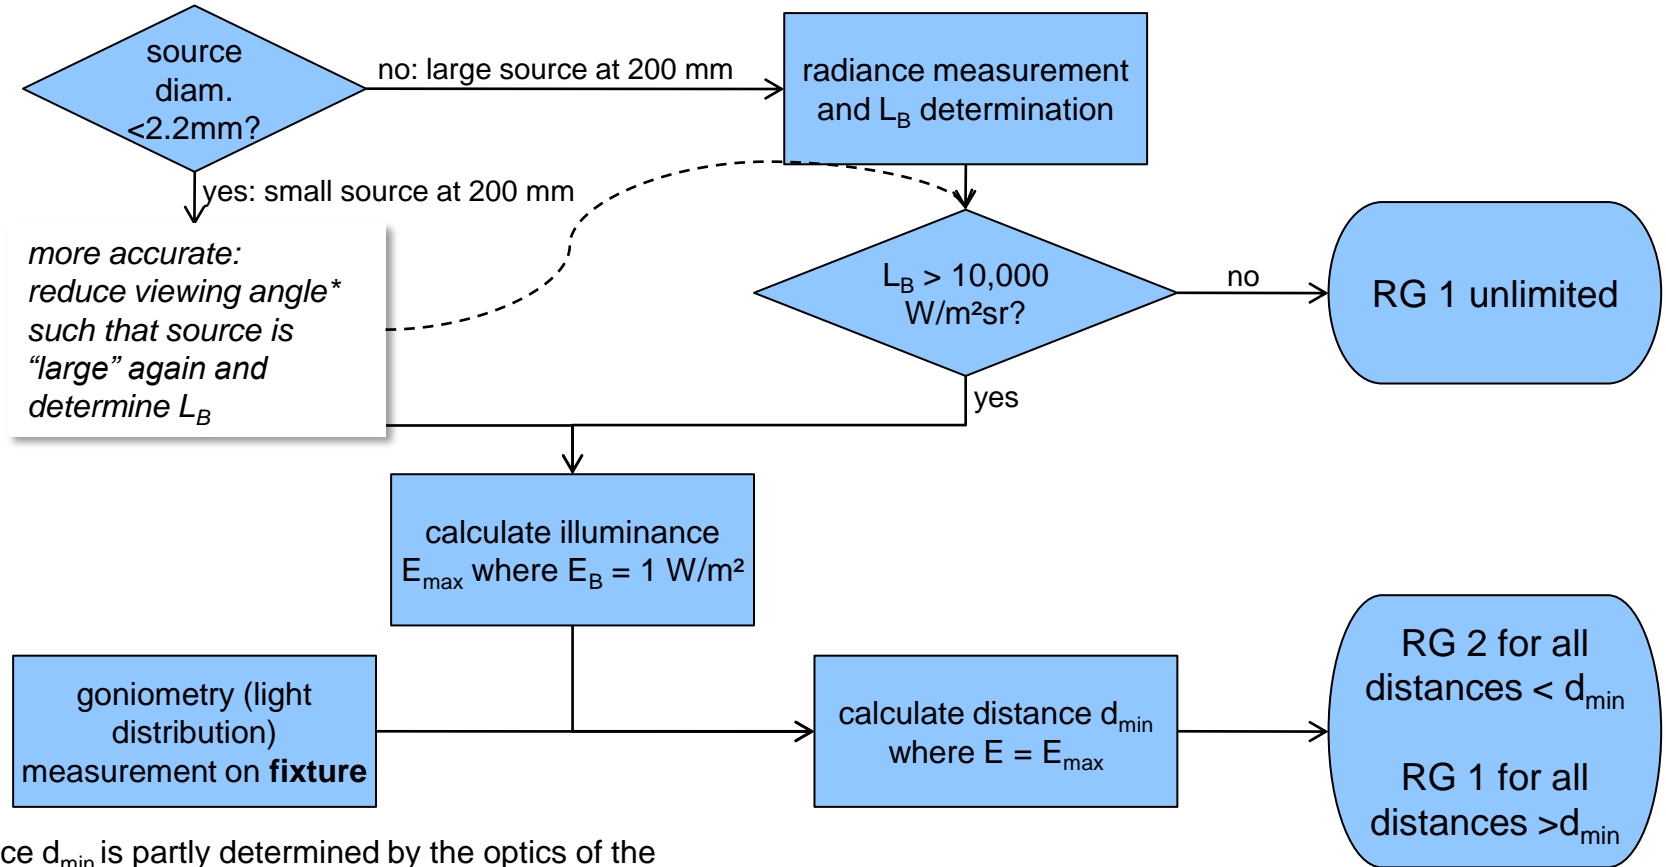 source
diam.
<2.2mm?
no: large source at 200 mm
radiance measurement
and L_B determination
yes: small source at 200 mm
more accurate:
reduce viewing angle*
such that source is
“large” again and
determine L_B
L_B > 10,000
W/m²sr?
no
RG 1 unlimited
yes
calculate illuminance
E_max where E_B = 1 W/m²
goniometry (light
distribution)
measurement on fixture
calculate distance d_min
where E = E_max
RG 2 for all
distances < d_min
RG 1 for all
distances >d_min
ce d_min is partly determined by the optics of the